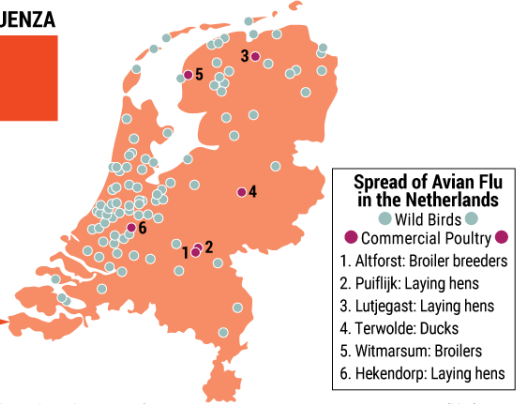 UENZA
3
5
4
6
2
1
Spread of Avian Flu
in the Netherlands
Wild Birds
Commercial Poultry
1. Altforst: Broiler breeders
2. Puiflijk: Laying hens
3. Lutjegast: Laying hens
4. Terwolde: Ducks
5. Witmarsum: Broilers
6. Hekendorp: Laying hens